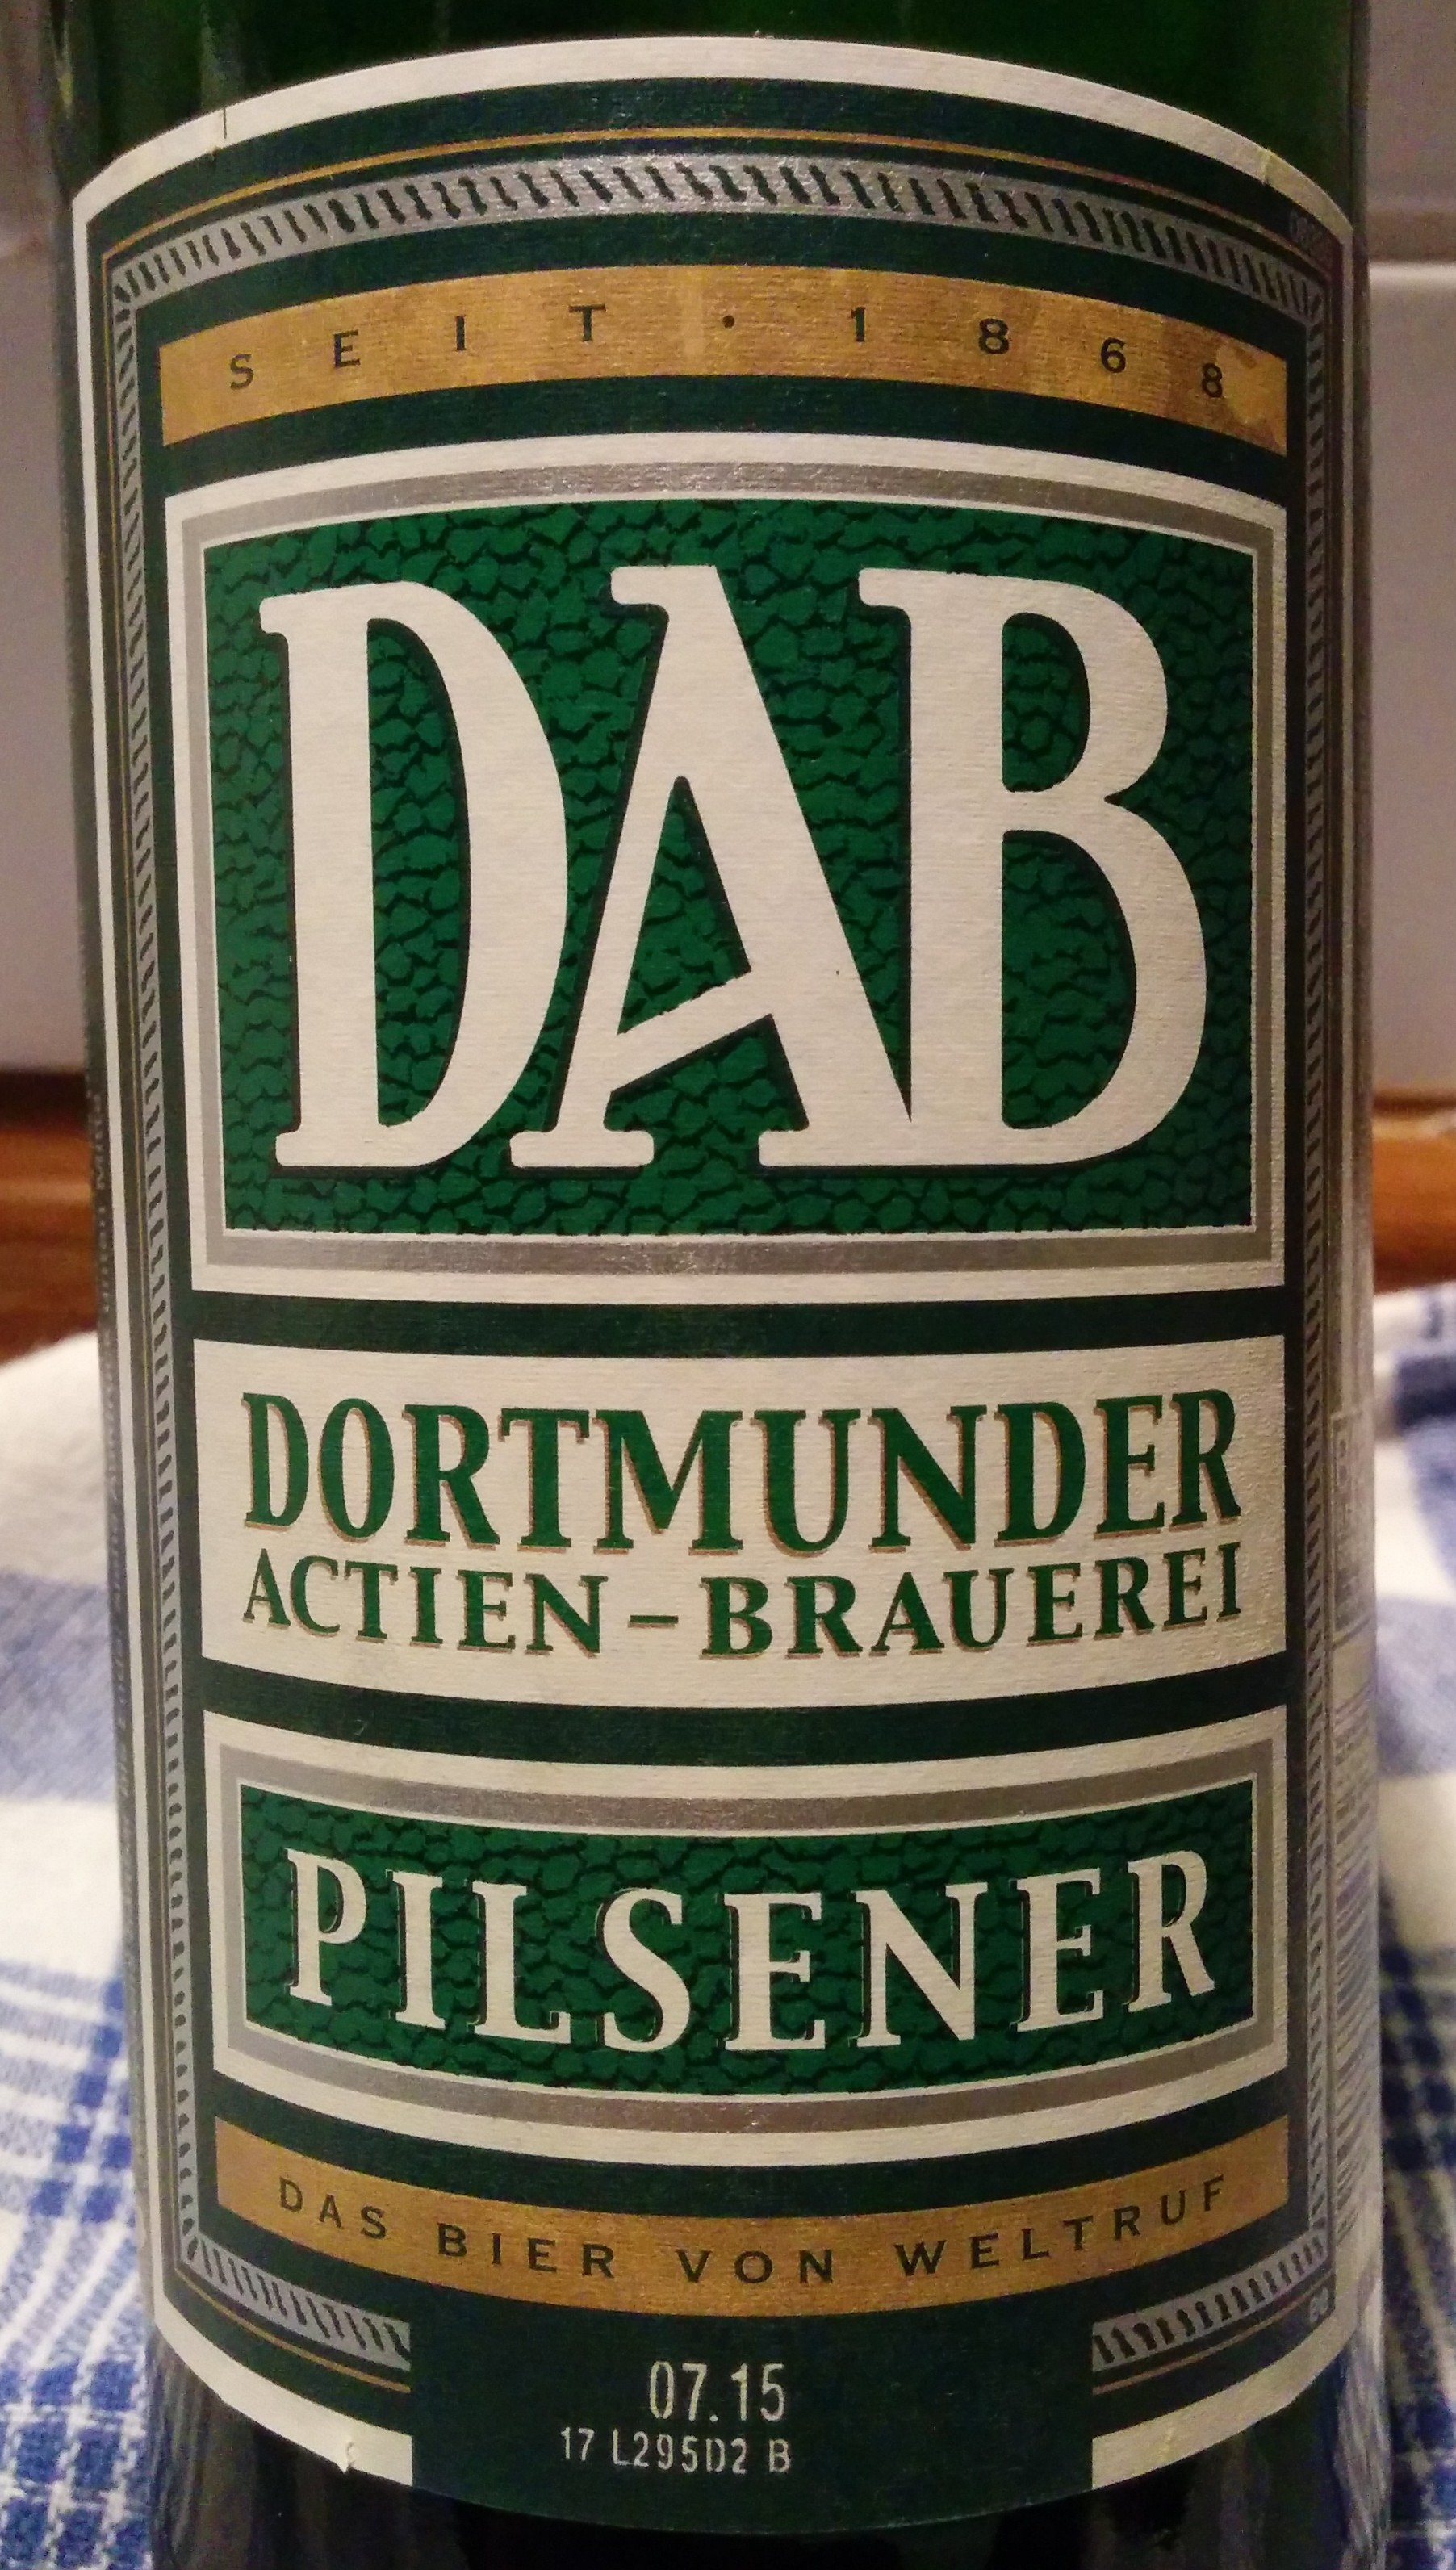 SEIT · 1868
DAB
DORTMUNDER
ACTIEN-BRAUEREI
PILSENER
DAS BIER VON WELTRUF
07.15
17 L295D2 B